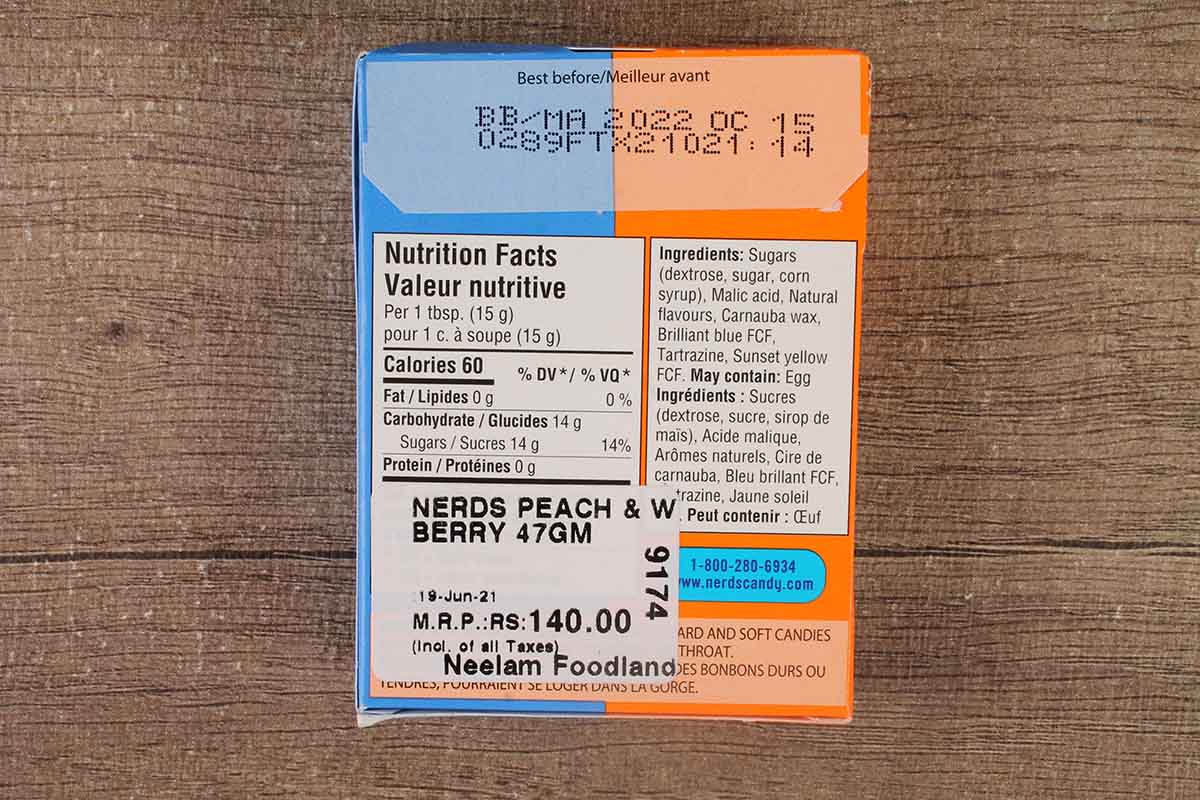 Best before/Meilleur avant
BB/MA 2022 OC 15
0289FTX21021:14
Nutrition Facts
Valeur nutritive
Per 1 tbsp. (15 g)
pour 1 c. à soupe (15 g)
Calories 60
% DV*/ % VQ*
Fat / Lipides 0 g 0 %
Carbohydrate / Glucides 14 g
Sugars / Sucres 14 g 14%
Protein / Protéines 0 g
Ingredients: Sugars
(dextrose, sugar, corn
syrup), Malic acid, Natural
flavours, Carnauba wax,
Brilliant blue FCF,
Tartrazine, Sunset yellow
FCF. May contain: Egg
Ingrédients : Sucres
(dextrose, sucre, sirop de
maïs), Acide malique,
Arômes naturels, Cire de
carnauba, Bleu brillant FCF,
trazine, Jaune soleil
. Peut contenir : Œuf
NERDS PEACH & W
BERRY 47GM
9174
19-Jun-21
M.R.P.:RS:140.00
(Incl. of all Taxes)
Neelam Foodland
1-800-280-6934
www.nerdscandy.com
ARD AND SOFT CANDIES
THROAT.
DES BONBONS DURS OU
TENDRES, POURRAIENT SE LOGER DANS LA GORGE.